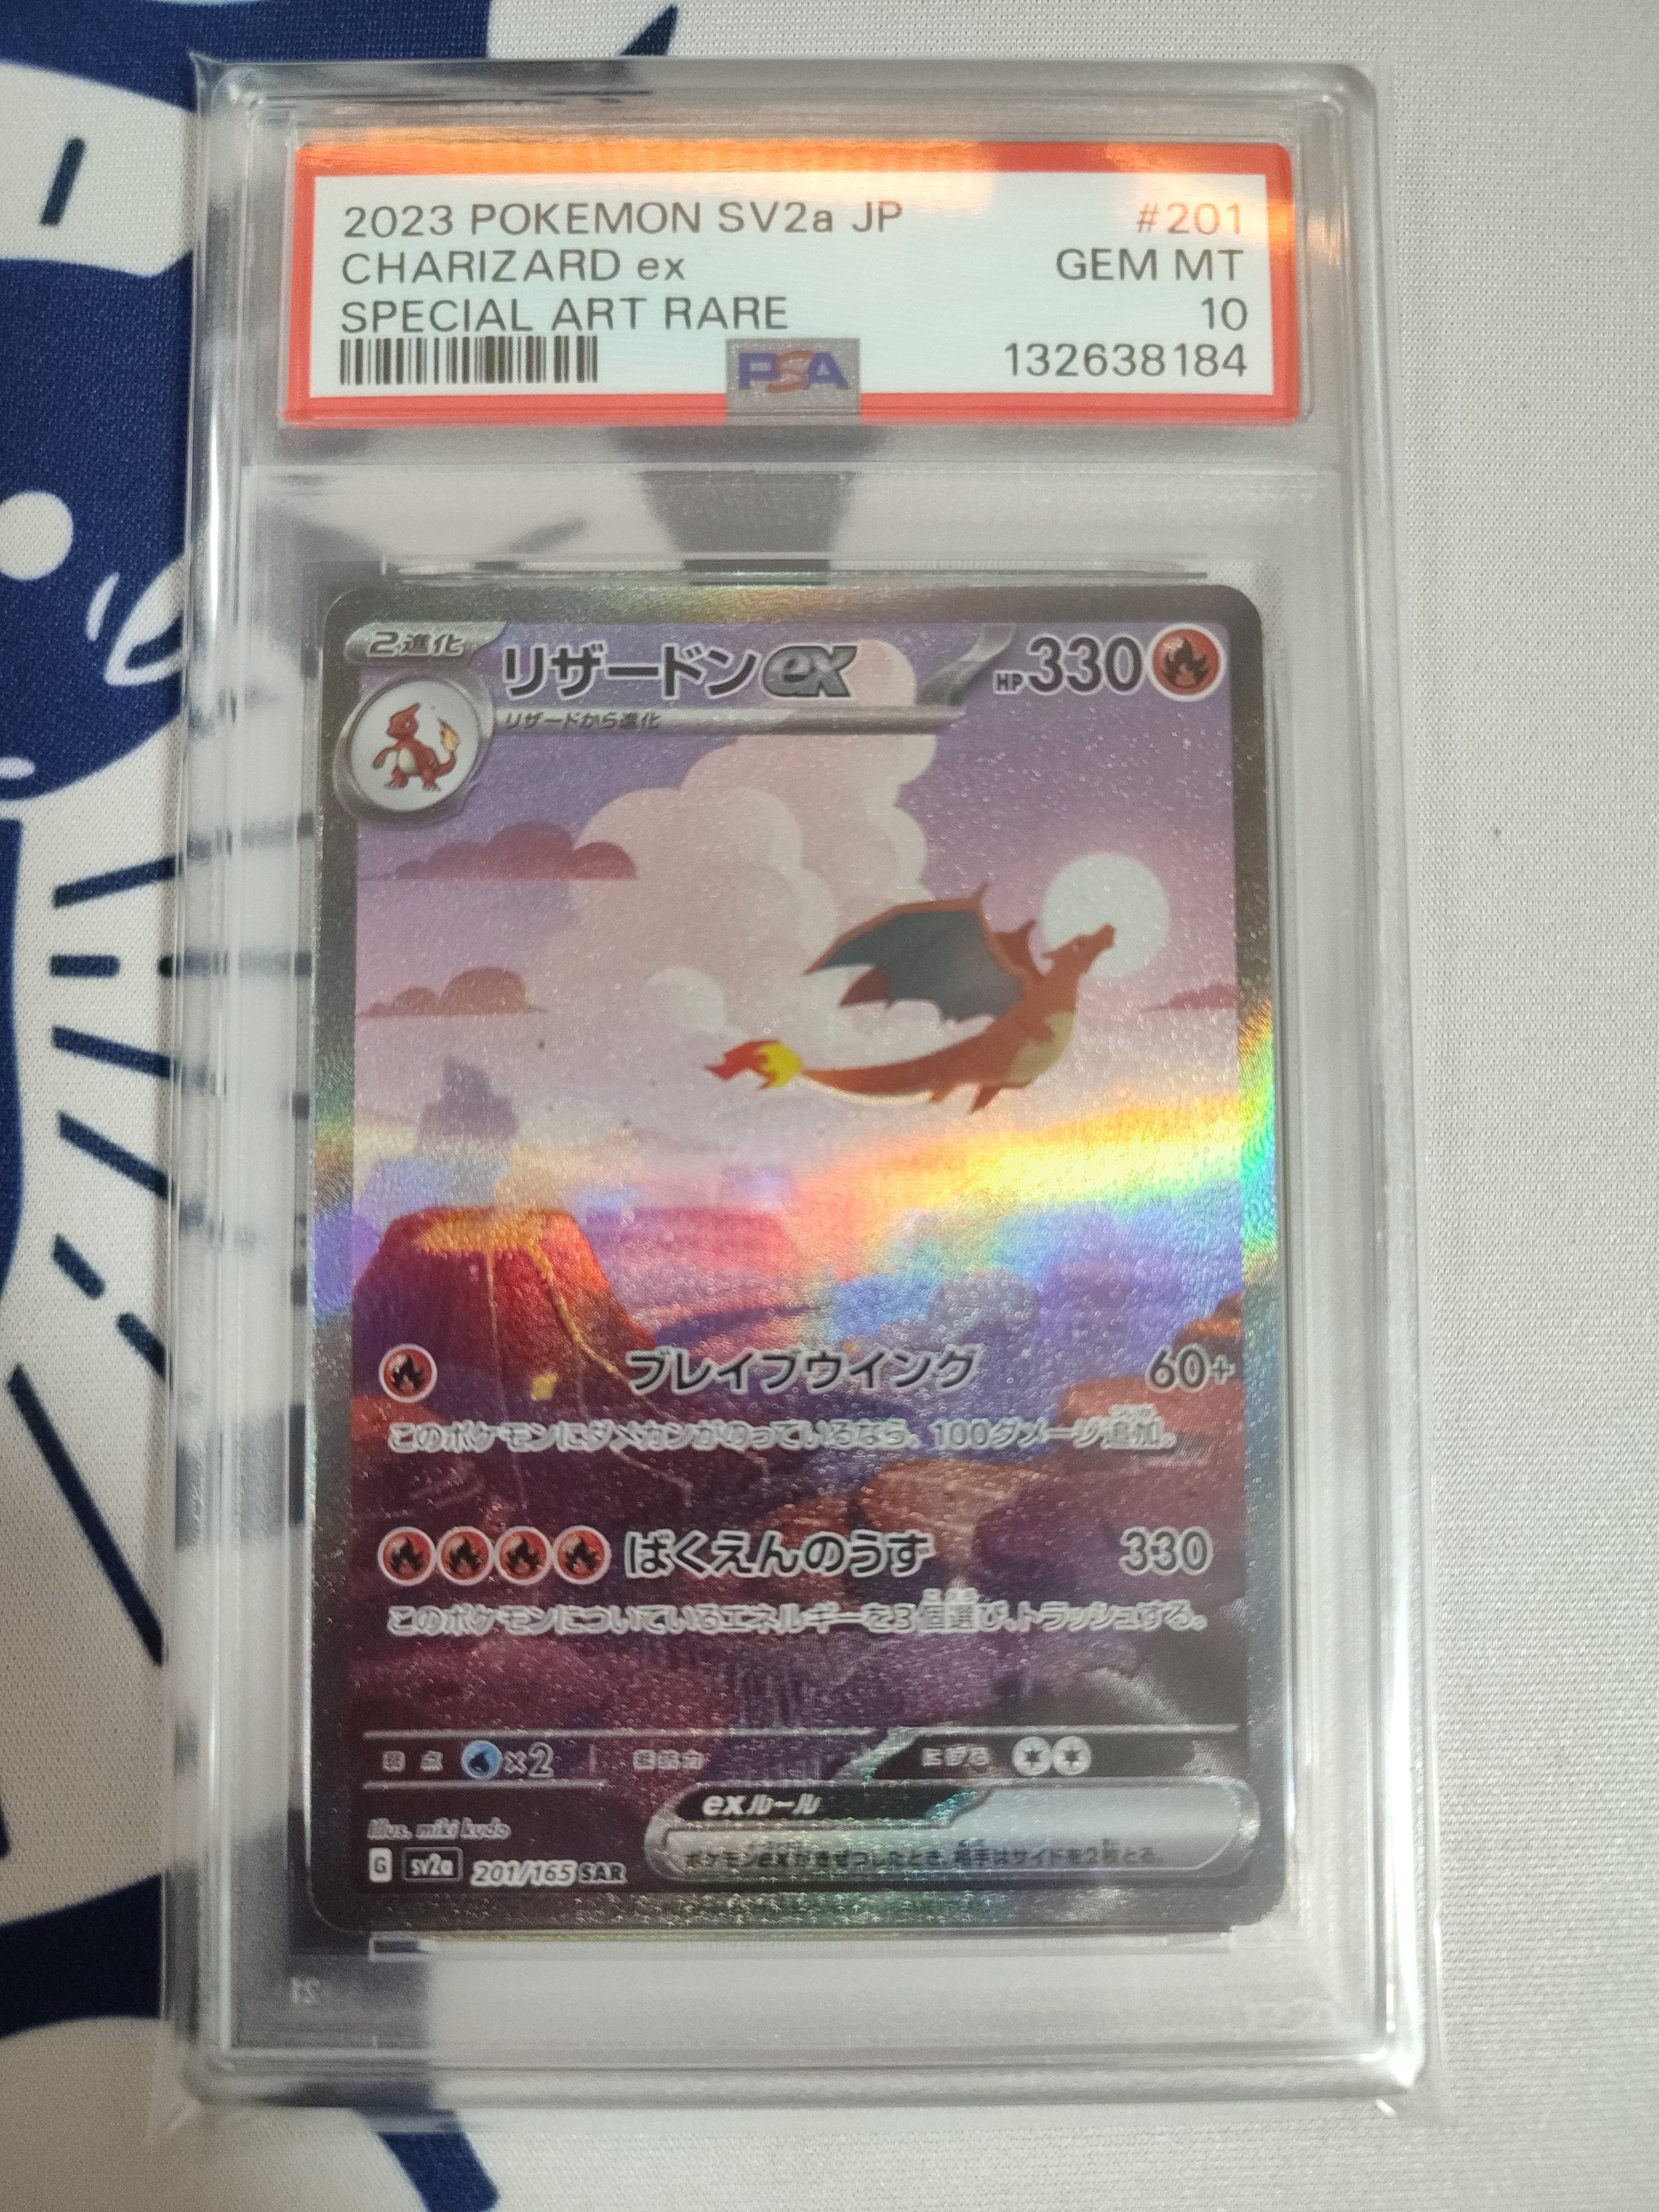 2023 POKEMON SV2a JP #201
CHARIZARD ex GEM MT
SPECIAL ART RARE 10
PSA 132638184
2進化 リザードンex HP330
リザードから進化
ブレイブウイング 60+
このポケモンにダメカンがのっているなら、100ダメージ追加。
ばくえんのうず 330
このポケモンについているエネルギーを3個選び、トラッシュする。
弱点 ×2 抵抗力 にげる
exルール
ポケモンexがきぜつしたとき、相手はサイドを2枚とる。
Illus. miki kudo
G sv2a 201/165 SAR